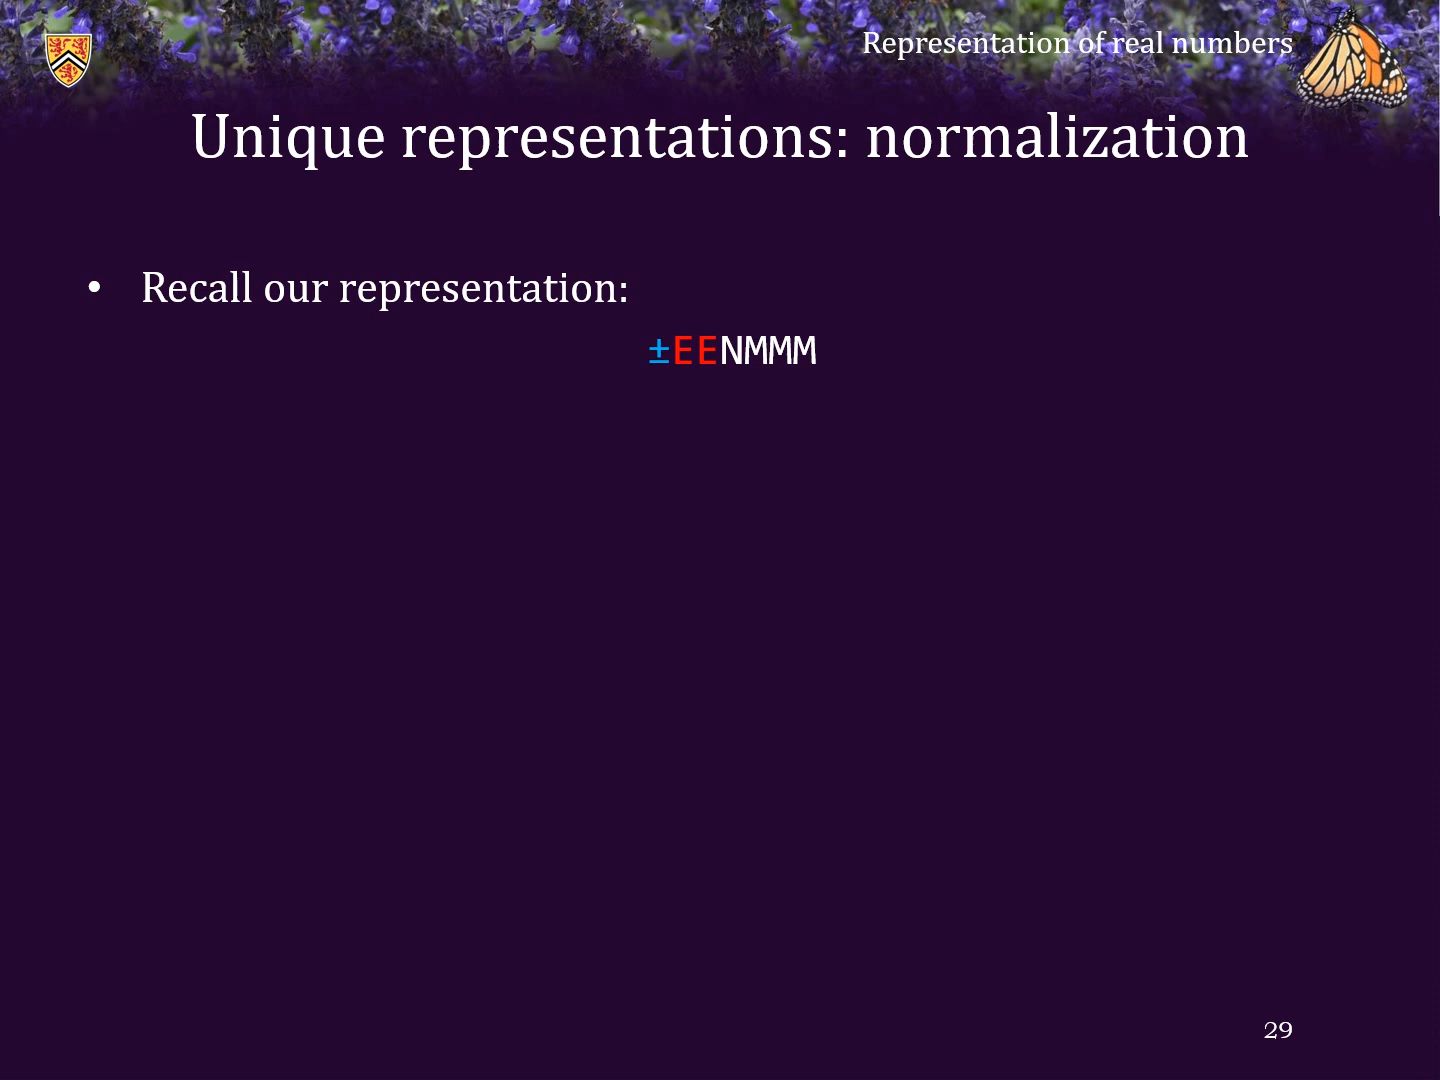 Representation of real numbers
Unique representations: normalization
• Recall our representation:
±EENMMM
29